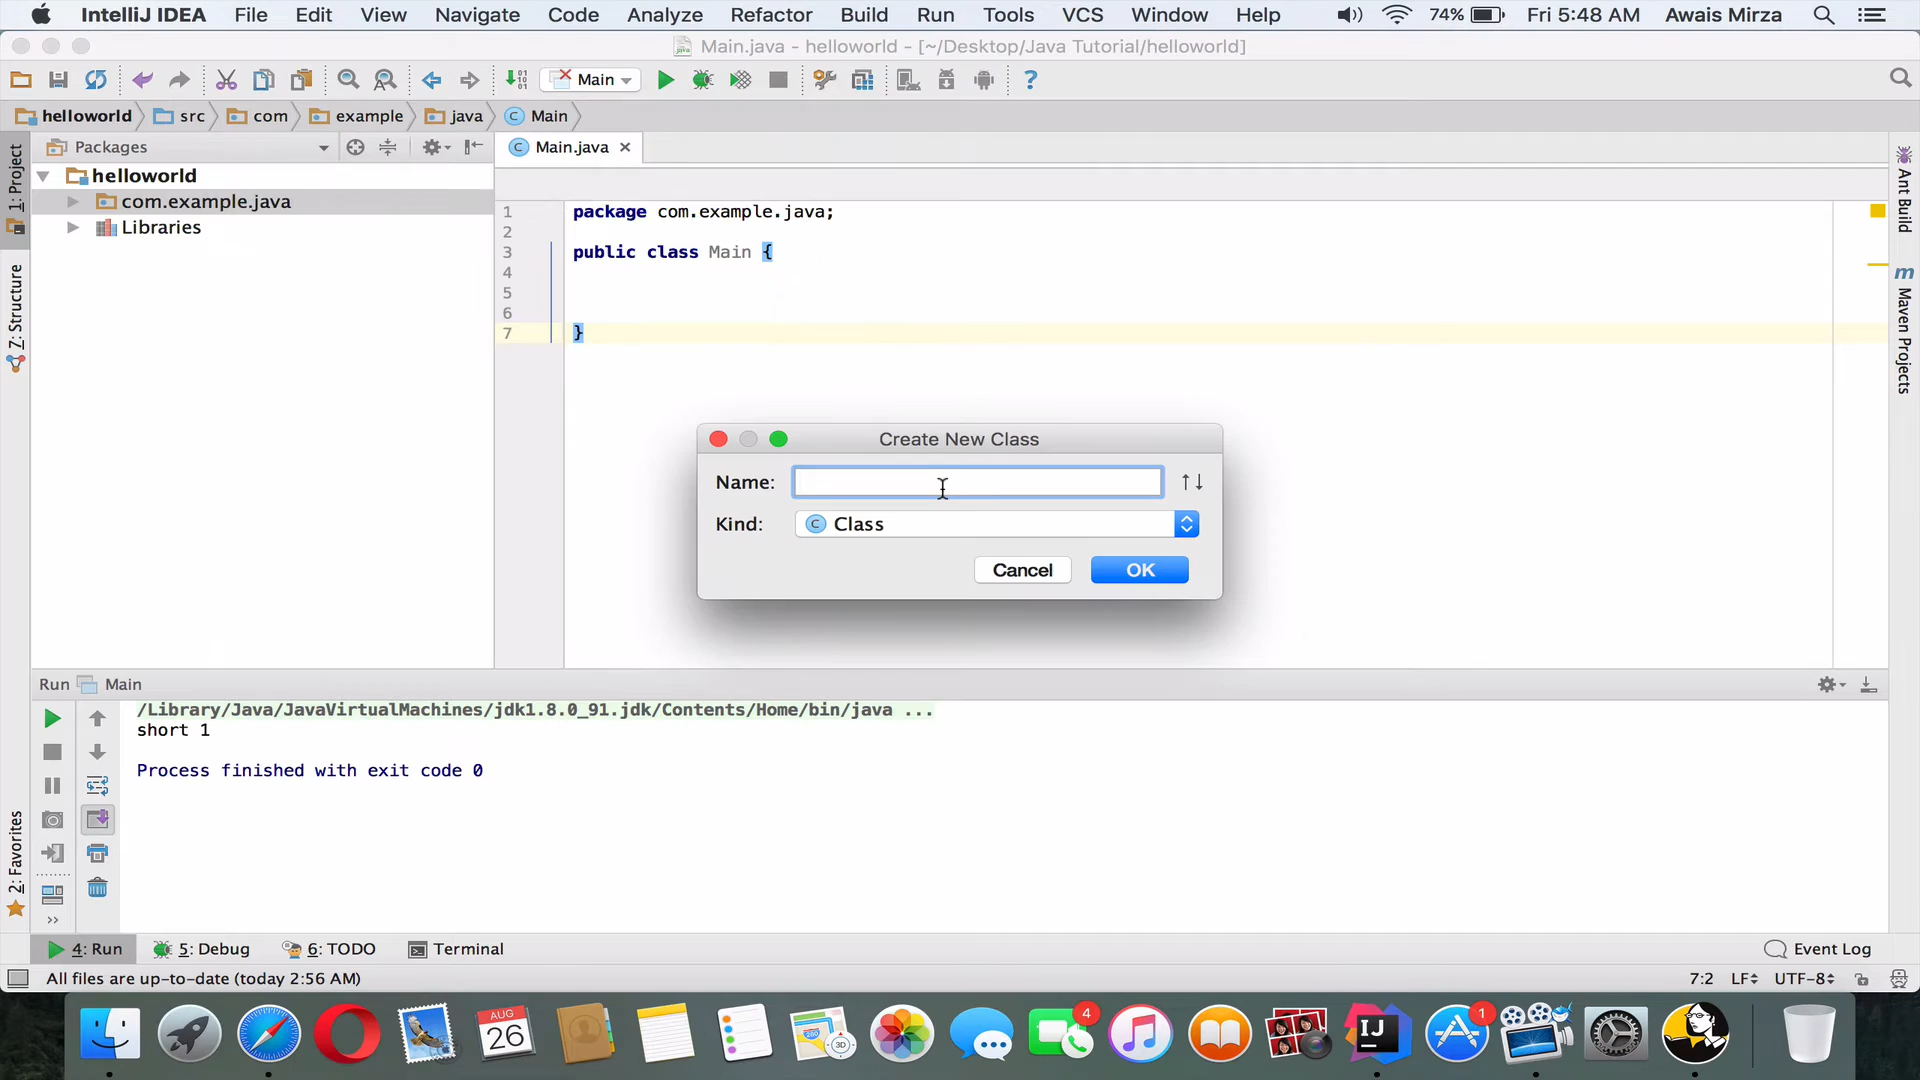 IntelliJ IDEA File Edit View Navigate Code Analyze Refactor Build Run Tools VCS Window Help 74% Fri 5:48 AM Awais Mirza
Main.java - helloworld - [~/Desktop/Java Tutorial/helloworld]
Main
helloworld src com example java Main
Packages
Main.java
1: Project
helloworld
com.example.java
Libraries
7: Structure
2: Favorites
Ant Build
Maven Projects
1 package com.example.java;
2
3 public class Main {
4
5
6
7 }
Create New Class
Name:
Kind: Class
Cancel OK
Run Main
/Library/Java/JavaVirtualMachines/jdk1.8.0_91.jdk/Contents/Home/bin/java ...
short 1
Process finished with exit code 0
4: Run 5: Debug 6: TODO Terminal Event Log
All files are up-to-date (today 2:56 AM) 7:2 LF UTF-8
AUG
26
3D
4
IJ
1